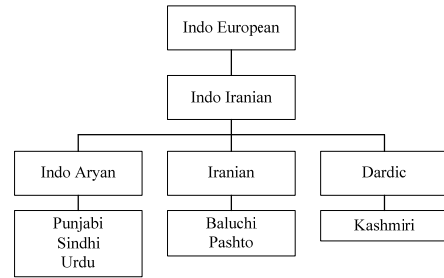 Indo European
Indo Iranian
Indo Aryan
Iranian
Dardic
Punjabi
Sindhi
Urdu
Baluchi
Pashto
Kashmiri